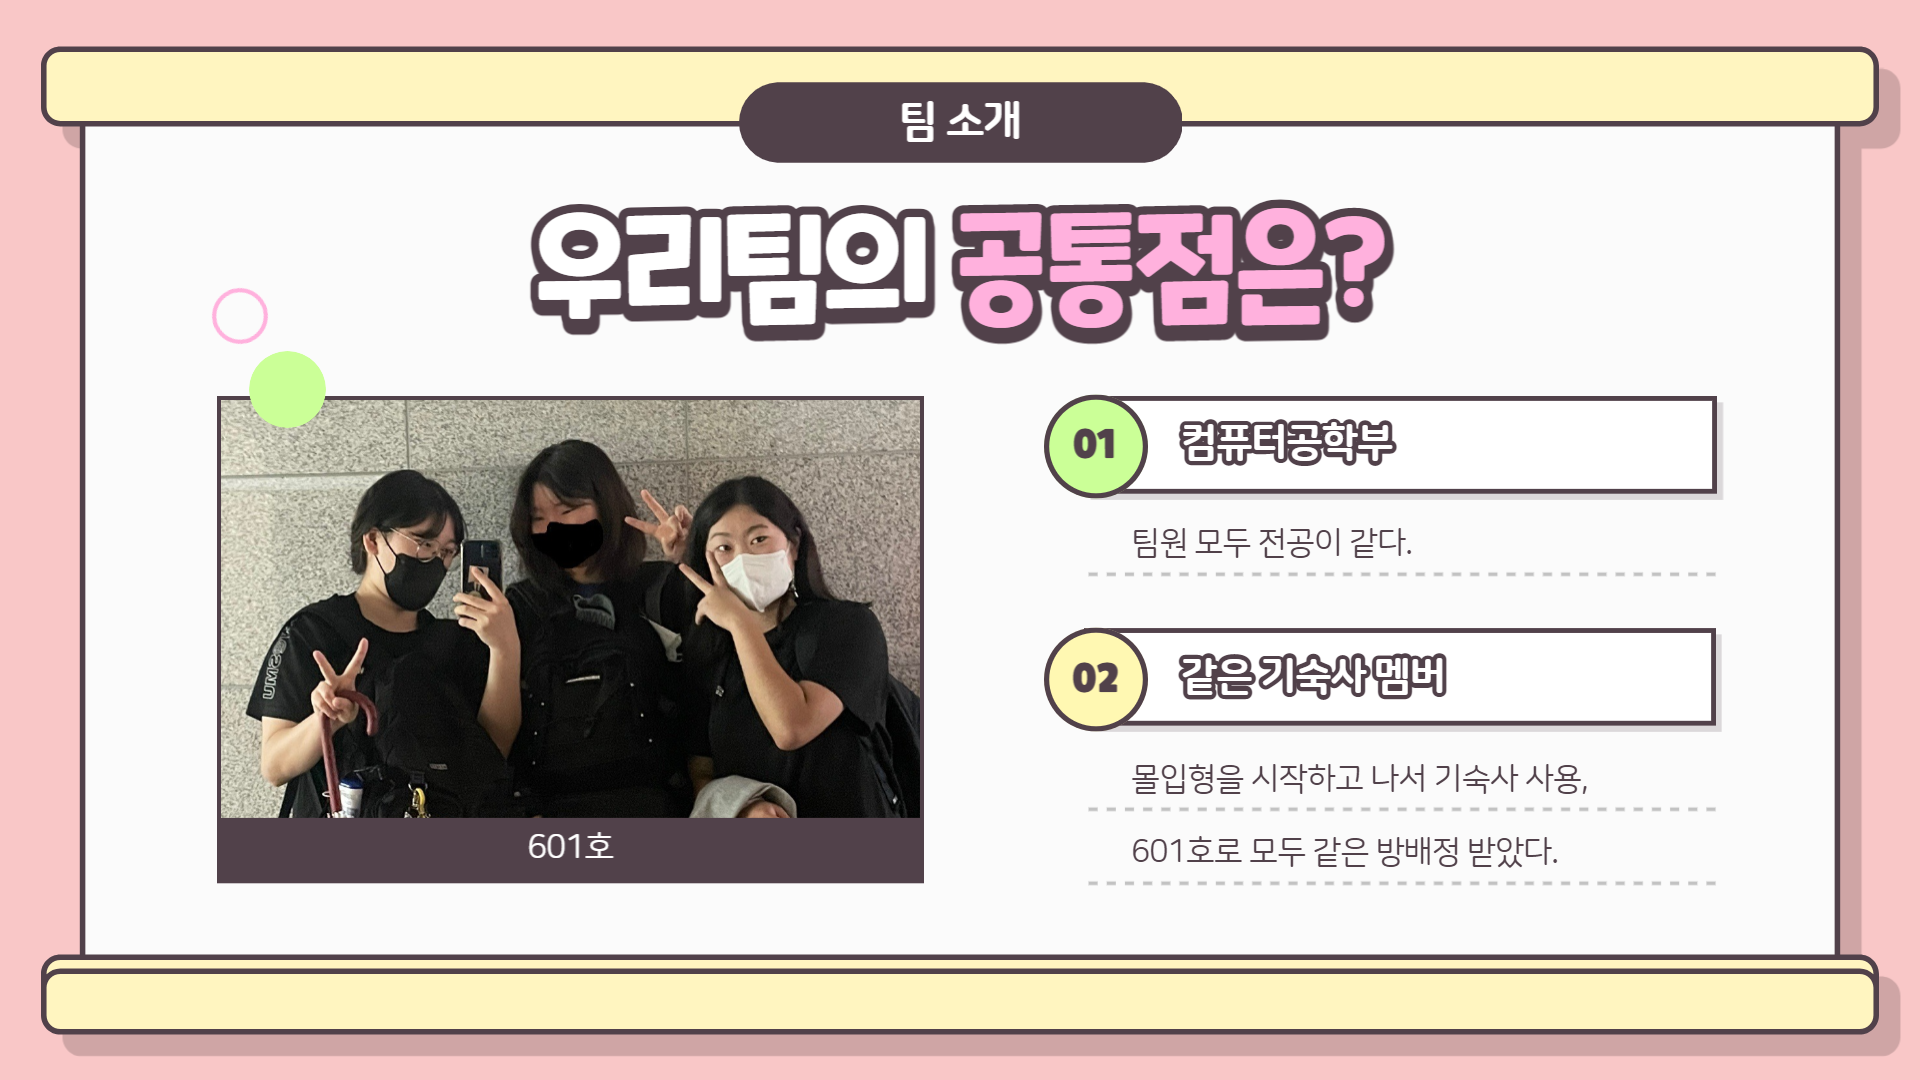 팀 소개
우리팀의 공통점은?
601호
01 컴퓨터공학부
팀원 모두 전공이 같다.
02 같은 기숙사 멤버
몰입형을 시작하고 나서 기숙사 사용,
601호로 모두 같은 방배정 받았다.